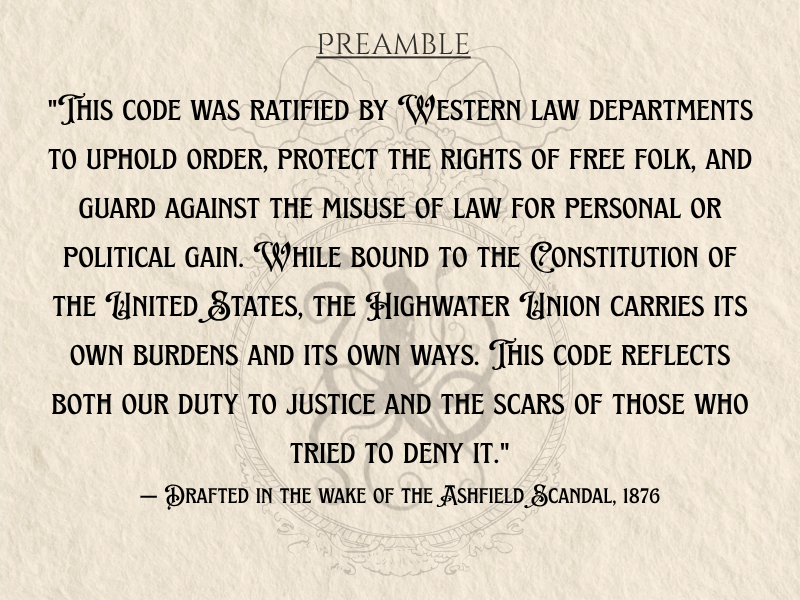 PREAMBLE
"This code was ratified by Western law departments
to uphold order, protect the rights of free folk, and
guard against the misuse of law for personal or
political gain. While bound to the Constitution of
the United States, the Highwater Union carries its
own burdens and its own ways. This code reflects
both our duty to justice and the scars of those who
tried to deny it."
— Drafted in the wake of the Ashfield Scandal, 1876